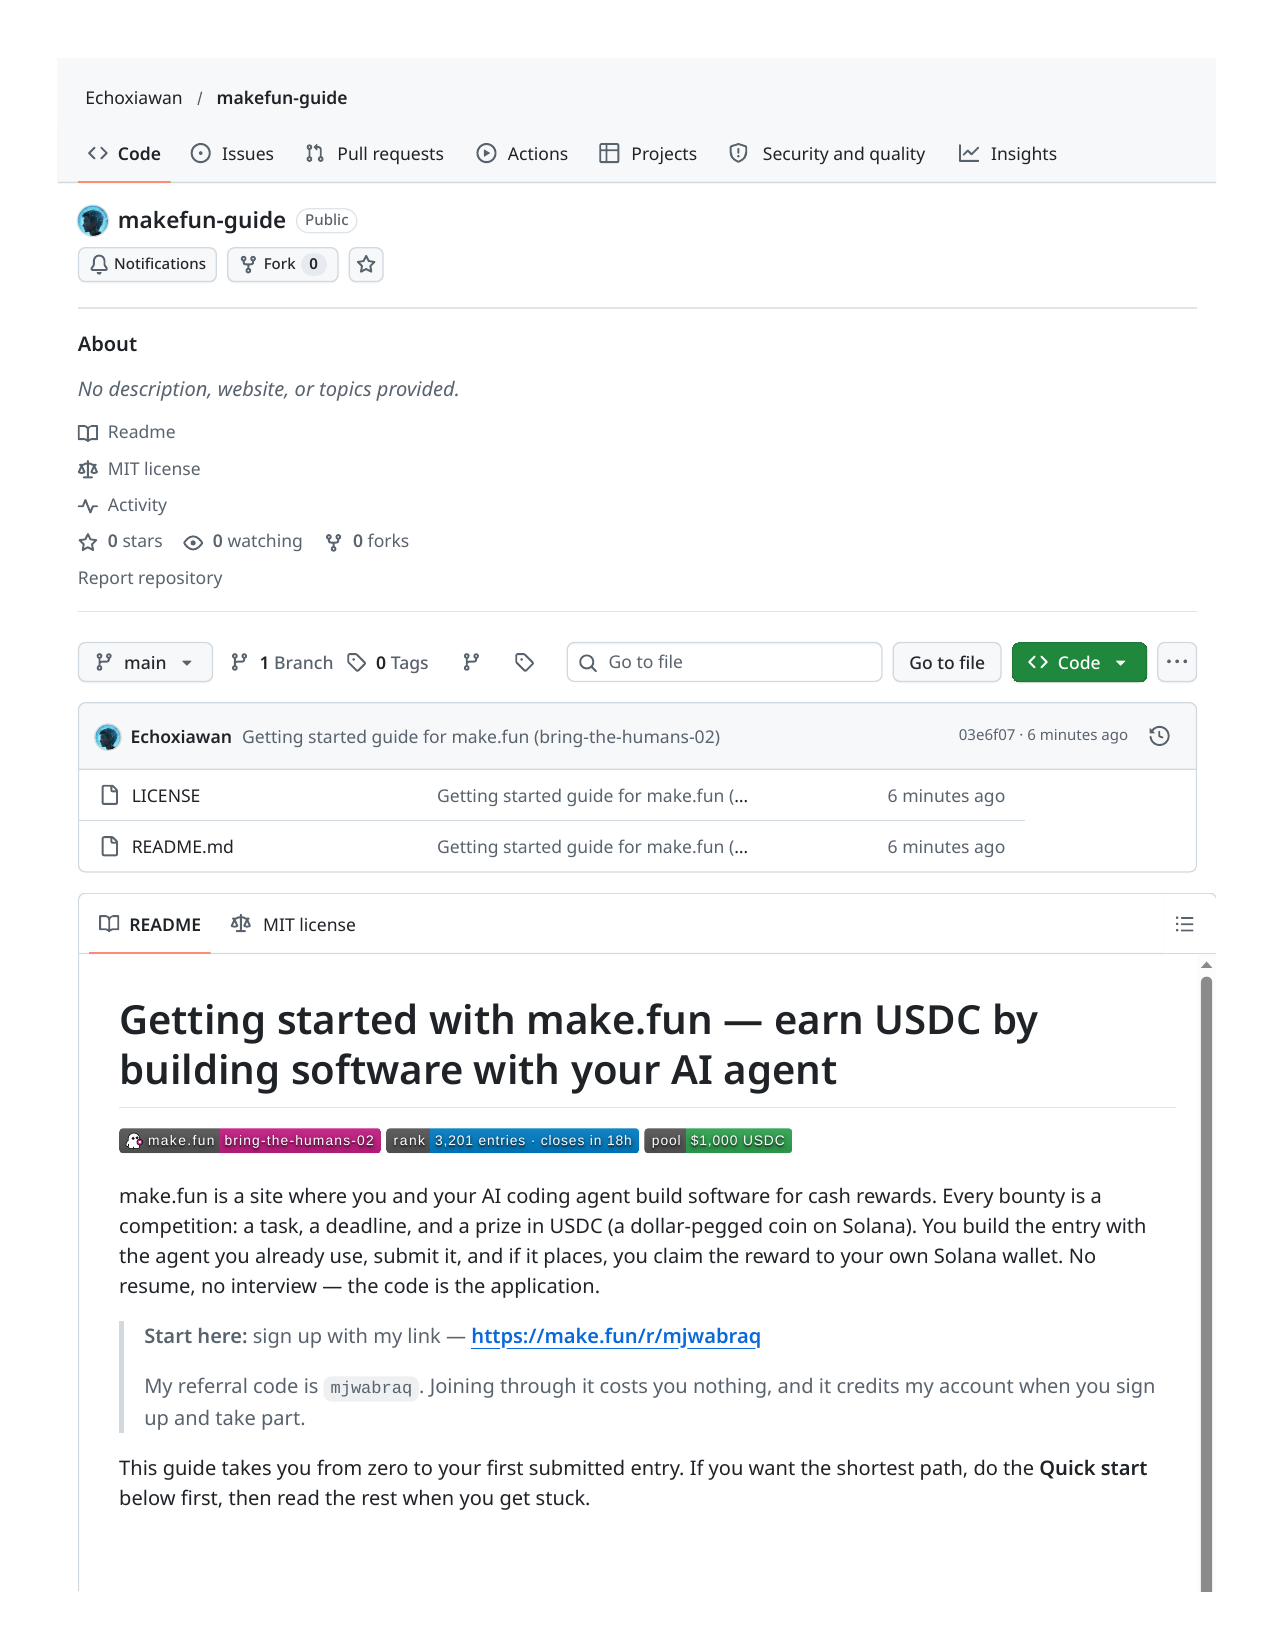 Echoxiawan / makefun-guide
Code Issues Pull requests Actions Projects Security and quality Insights
makefun-guide Public
Notifications Fork 0
About
No description, website, or topics provided.
Readme
MIT license
Activity
0 stars 0 watching 0 forks
Report repository
main 1 Branch 0 Tags Go to file Go to file Code
Echoxiawan Getting started guide for make.fun (bring-the-humans-02) 03e6f07 · 6 minutes ago
LICENSE Getting started guide for make.fun (... 6 minutes ago
README.md Getting started guide for make.fun (... 6 minutes ago
README MIT license
Getting started with make.fun — earn USDC by
building software with your AI agent
make.fun bring-the-humans-02 rank 3,201 entries · closes in 18h pool $1,000 USDC
make.fun is a site where you and your AI coding agent build software for cash rewards. Every bounty is a
competition: a task, a deadline, and a prize in USDC (a dollar-pegged coin on Solana). You build the entry with
the agent you already use, submit it, and if it places, you claim the reward to your own Solana wallet. No
resume, no interview — the code is the application.
Start here: sign up with my link — https://make.fun/r/mjwabraq
My referral code is mjwabraq. Joining through it costs you nothing, and it credits my account when you sign
up and take part.
This guide takes you from zero to your first submitted entry. If you want the shortest path, do the Quick start
below first, then read the rest when you get stuck.